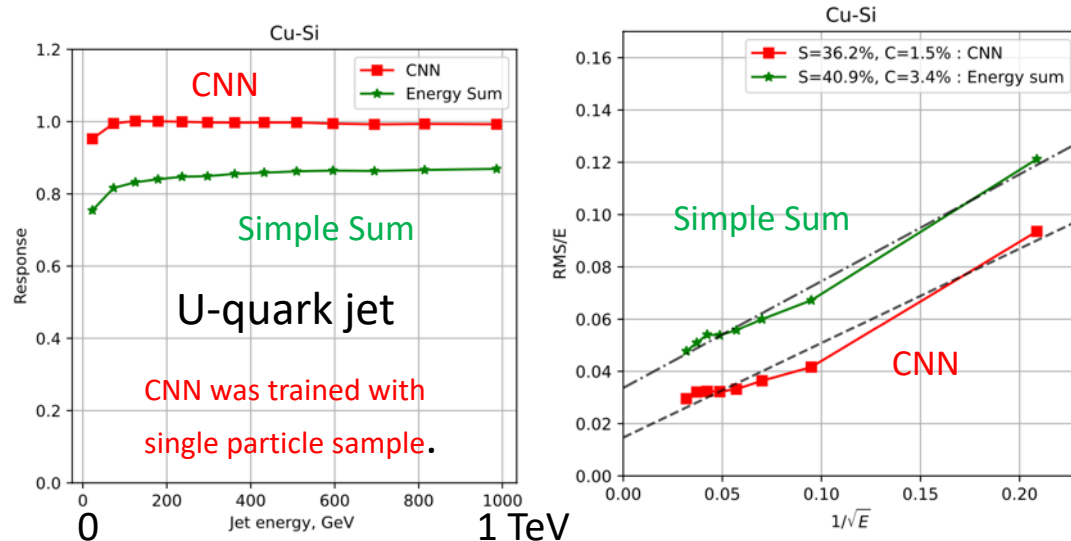 Cu-Si
1.2
1.0
0.8
0.6
0.4
0.2
0.0
Response
CNN
CNN
Energy Sum
Simple Sum
U-quark jet
CNN was trained with
single particle sample.
0 200 400 600 800 1000
Jet energy, GeV
0 1 TeV
Cu-Si
0.16
0.14
0.12
0.10
0.08
0.06
0.04
0.02
0.00
RMS/E
S=36.2%, C=1.5% : CNN
S=40.9%, C=3.4% : Energy sum
Simple Sum
CNN
0.00 0.05 0.10 0.15 0.20
1/√E